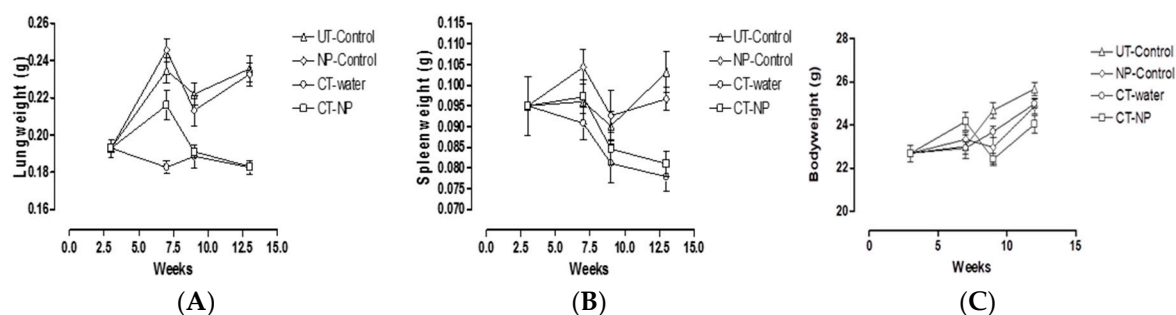 0.26
0.24
0.22
0.20
0.18
0.16
Lungweight (g)
0.0 2.5 5.0 7.5 10.0 12.5 15.0
Weeks
UT-Control
NP-Control
CT-water
CT-NP
(A)
0.115
0.110
0.105
0.100
0.095
0.090
0.085
0.080
0.075
0.070
Spleenweight (g)
0.0 2.5 5.0 7.5 10.0 12.5 15.0
Weeks
UT-Control
NP-Control
CT-water
CT-NP
(B)
28
26
24
22
20
Bodyweight (g)
0 5 10 15
Weeks
UT-Control
NP-Control
CT-water
CT-NP
(C)